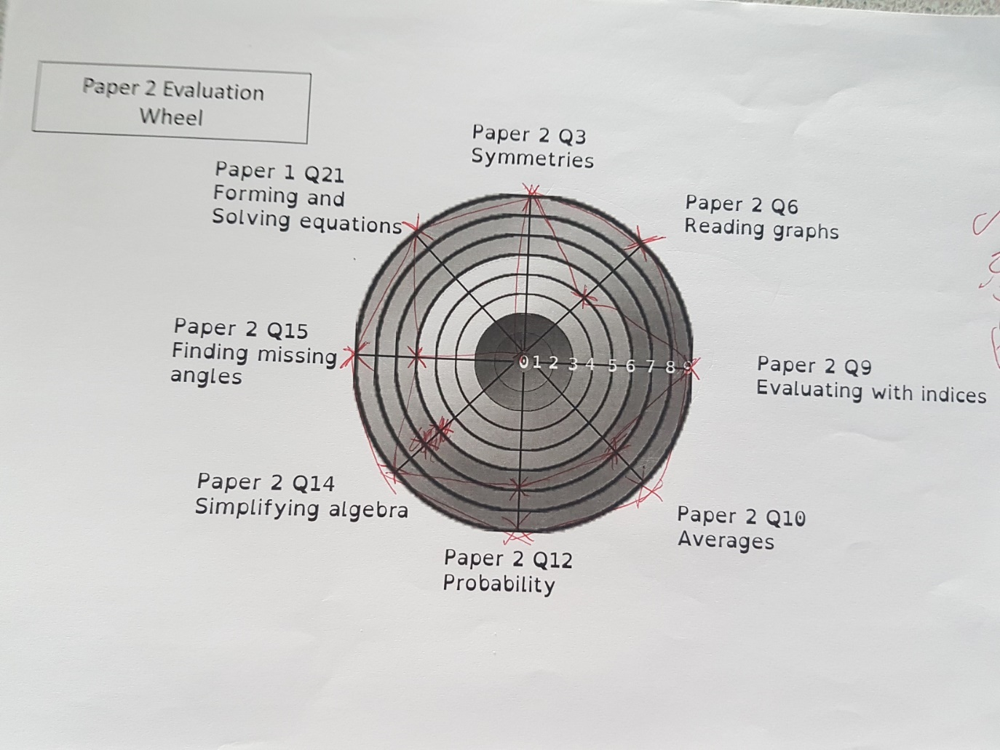 Paper 2 Evaluation
Wheel
Paper 2 Q3
Symmetries
Paper 1 Q21
Forming and
Solving equations
Paper 2 Q6
Reading graphs
Paper 2 Q15
Finding missing
angles
0 1 2 3 4 5 6 7 8 9
Paper 2 Q9
Evaluating with indices
Paper 2 Q14
Simplifying algebra
Paper 2 Q10
Averages
Paper 2 Q12
Probability